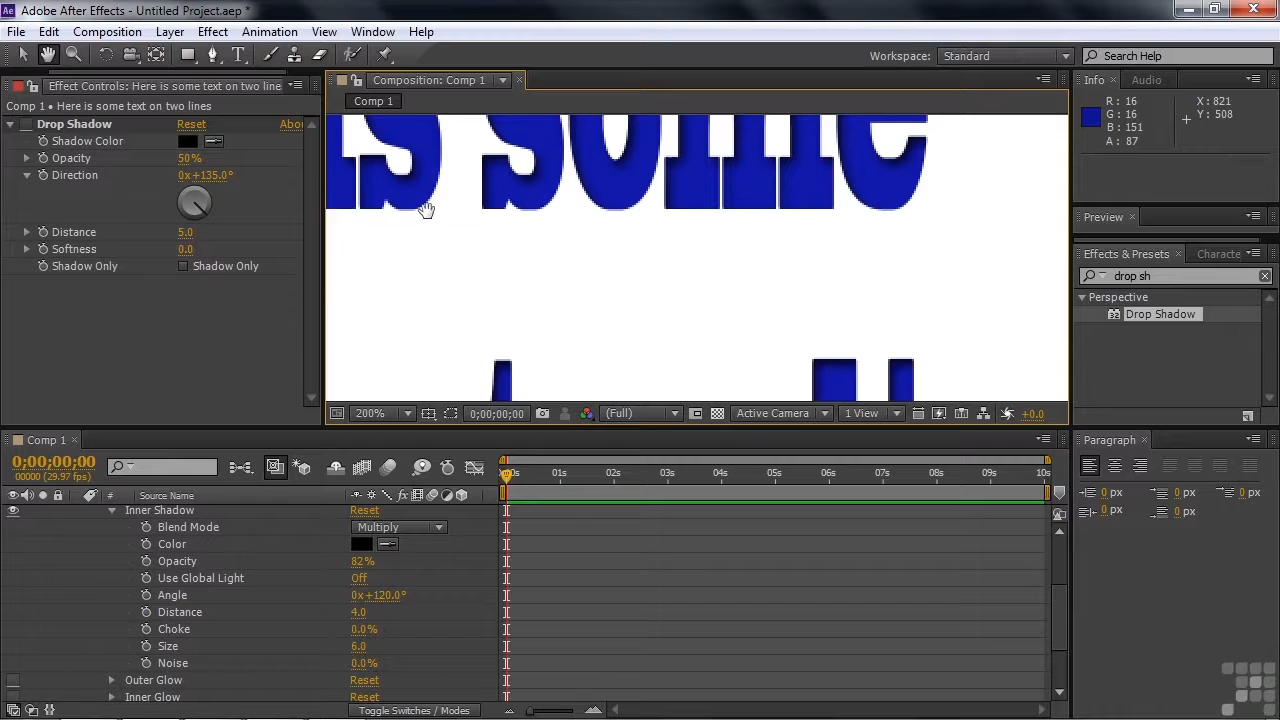 Ae Adobe After Effects - Untitled Project.aep *
File Edit Composition Layer Effect Animation View Window Help
Workspace: Standard Search Help
Effect Controls: Here is some text on two line
Composition: Comp 1
Info Audio
Comp 1 • Here is some text on two lines
Comp 1
R: 16 X: 821
G: 16 Y: 508
B: 151
A: 87
Drop Shadow Reset Abou
Shadow Color
Opacity 50%
Direction 0x+135.0°
Distance 5.0
Softness 0.0
Shadow Only Shadow Only
is some
Preview
Effects & Presets Characte
drop sh
Perspective
32 Drop Shadow
200% 0;00;00;00 (Full) Active Camera 1 View +0.0
Comp 1
Paragraph
0;00;00;00
00000 (29.97 fps)
00s 01s 02s 03s 04s 05s 06s 07s 08s 09s 10s
# Source Name fx
0 px 0 px 0 px
0 px 0 px
Inner Shadow Reset
Blend Mode Multiply
Color
Opacity 82%
Use Global Light Off
Angle 0x+120.0°
Distance 4.0
Choke 0.0%
Size 6.0
Noise 0.0%
Outer Glow Reset
Inner Glow Reset
Toggle Switches / Modes